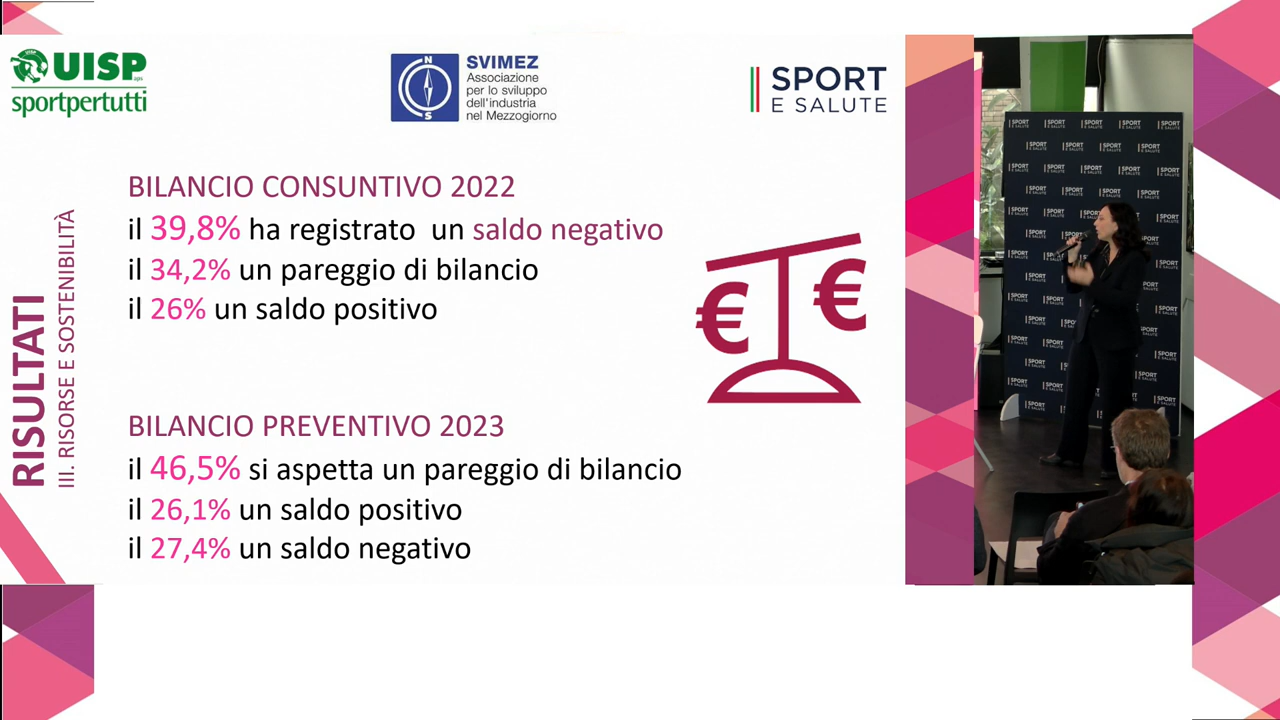 UISP
aps
sportpertutti
SVIMEZ
Associazione
per lo sviluppo
dell'industria
nel Mezzogiorno
N
S
SPORT
E SALUTE
RISULTATI
III. RISORSE E SOSTENIBILITÀ
BILANCIO CONSUNTIVO 2022
il 39,8% ha registrato un saldo negativo
il 34,2% un pareggio di bilancio
il 26% un saldo positivo
€ €
BILANCIO PREVENTIVO 2023
il 46,5% si aspetta un pareggio di bilancio
il 26,1% un saldo positivo
il 27,4% un saldo negativo
SPORT
E SALUTE